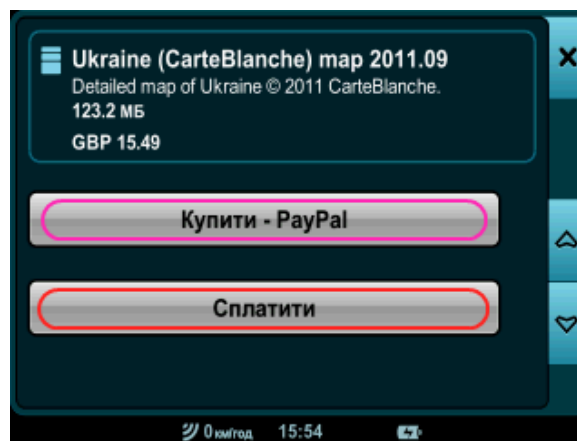 Ukraine (CarteBlanche) map 2011.09
Detailed map of Ukraine © 2011 CarteBlanche.
123.2 МБ
GBP 15.49
Купити - PayPal
Сплатити
0 км/год 15:54